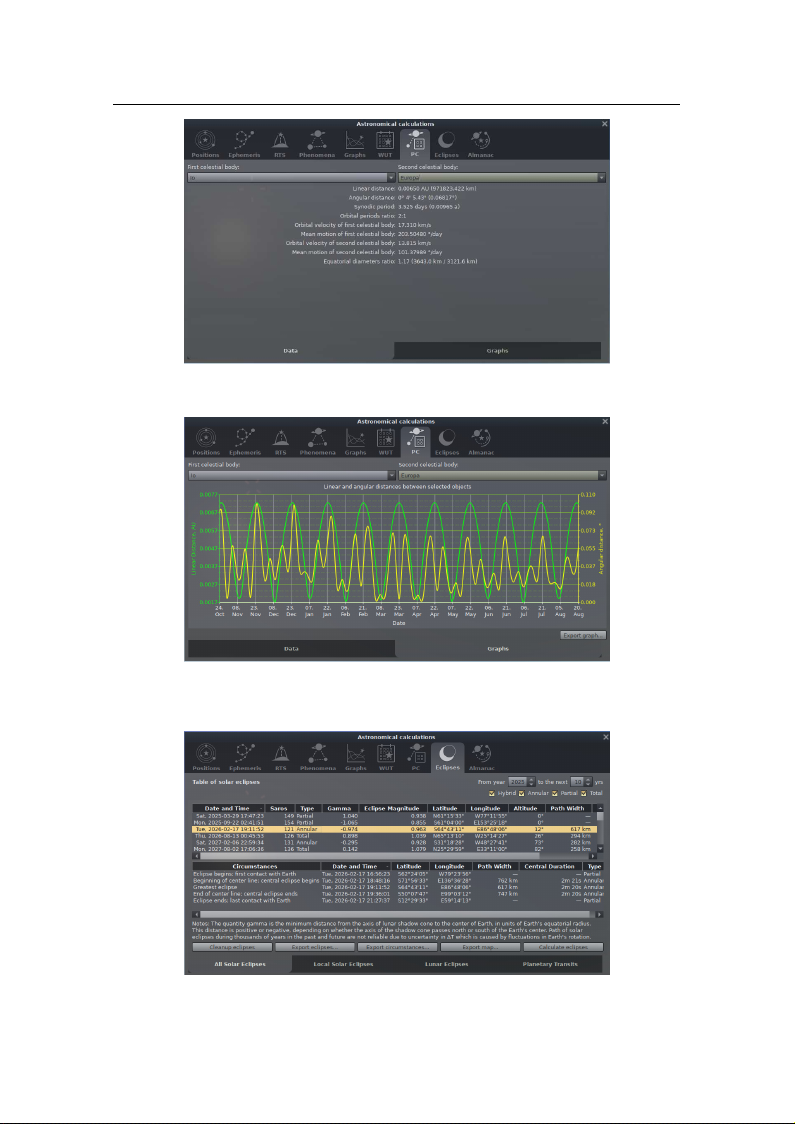 Astronomical calculations
Positions Ephemeris RTS Phenomena Graphs WUT PC Eclipses Almanac
First celestial body: Second celestial body:
Io Europa
Linear distance: 0.00650 AU (971823.422 km)
Angular distance: 0° 4' 5.43" (0.06817°)
Synodic period: 3.525 days (0.00965 a)
Orbital periods ratio: 2:1
Orbital velocity of first celestial body: 17.310 km/s
Mean motion of first celestial body: 203.50490 °/day
Orbital velocity of second celestial body: 13.815 km/s
Mean motion of second celestial body: 101.37989 °/day
Equatorial diameters ratio: 1.17 (3643.0 km / 3121.6 km)
Data Graphs
Astronomical calculations
Positions Ephemeris RTS Phenomena Graphs WUT PC Eclipses Almanac
First celestial body: Second celestial body:
Io Europa
Linear and angular distances between selected objects
Linear distance, AU
0.0072
0.0062
0.0057
0.0047
0.0037
0.0027
0.0017
0.110
0.092
0.073
0.055
0.037
0.018
0.000
Angular distance, °
24. 08. 23. 08. 23. 07. 22. 06. 21. 08. 23. 07. 22. 07. 22. 06. 21. 06. 21. 05. 20.
Oct Nov Nov Dec Dec Jan Jan Feb Feb Mar Mar Apr Apr May May Jun Jun Jul Jul Aug Aug
Date
Export graph...
Data Graphs
Astronomical calculations
Positions Ephemeris RTS Phenomena Graphs WUT PC Eclipses Almanac
Table of solar eclipses From year 2025 to the next: 10 yrs
Hybrid Annular Partial Total
Date and Time Saros Type Gamma Eclipse Magnitude Latitude Longitude Altitude Path Width
Sat, 2025-03-29 17:47:23 149 Partial 1.040 0.938 N61°15'33" W77°11'55" 0° —
Mon, 2025-09-22 02:41:51 154 Partial -1.065 0.855 S61°04'00" E153°25'18" 0° —
Tue, 2026-02-17 19:11:52 121 Annular -0.974 0.963 S64°43'11" E86°48'06" 12° 617 km
Thu, 2026-08-13 00:45:53 126 Total 0.898 1.039 N65°13'10" W25°14'27" 26° 294 km
Sat, 2027-02-06 22:59:34 131 Annular -0.295 0.928 S31°18'28" W48°27'41" 73° 282 km
Mon, 2027-08-02 17:06:36 136 Total 0.142 1.079 N25°29'59" E33°11'00" 82° 258 km
Circumstances Date and Time Latitude Longitude Path Width Central Duration Type
Eclipse begins; first contact with Earth Tue, 2026-02-17 16:56:23 S62°24'05" W79°23'56" — — Partial
Beginning of center line; central eclipse begins Tue, 2026-02-17 18:48:16 S71°56'33" E136°36'28" 762 km 2m 21s Annular
Greatest eclipse Tue, 2026-02-17 19:11:52 S64°43'11" E86°48'06" 617 km 2m 20s Annular
End of center line; central eclipse ends Tue, 2026-02-17 19:36:01 S50°07'47" E99°03'12" 747 km 2m 20s Annular
Eclipse ends; last contact with Earth Tue, 2026-02-17 21:27:37 S12°29'33" E59°14'13" — — Partial
Notes: The quantity gamma is the minimum distance from the axis of lunar shadow cone to the center of Earth, in units of Earth's equatorial radius.
This distance is positive or negative, depending on whether the axis of the shadow cone passes north or south of the Earth's center. Path of solar
eclipses during thousands of years in the past and future are not reliable due to uncertainty in ΔT which is caused by fluctuations in Earth's rotation.
Cleanup eclipses Export eclipses... Export circumstances... Export map... Calculate eclipses
All Solar Eclipses Local Solar Eclipses Lunar Eclipses Planetary Transits